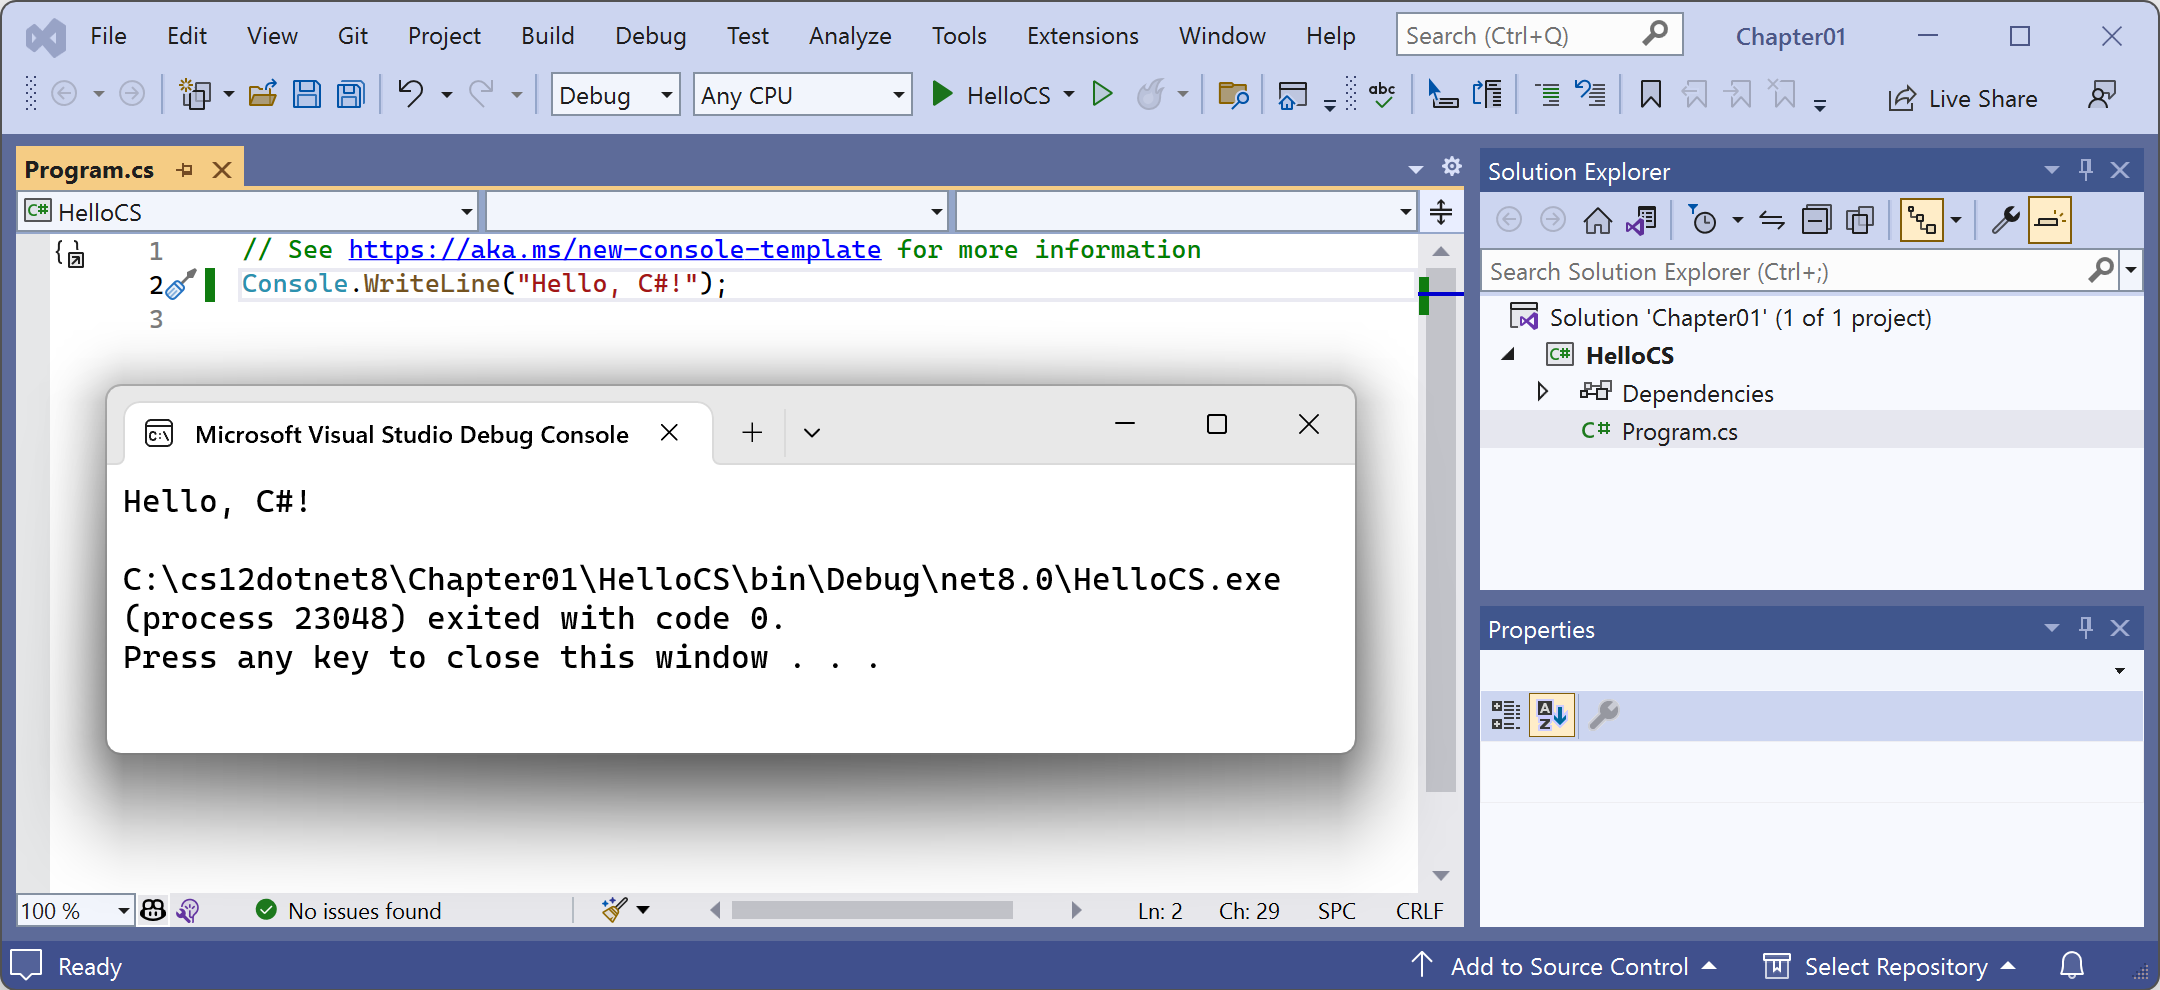 File Edit View Git Project Build Debug Test Analyze Tools Extensions Window Help Search (Ctrl+Q) Chapter01
Debug Any CPU HelloCS abc Live Share
Program.cs
C# HelloCS
1 // See https://aka.ms/new-console-template for more information
2 Console.WriteLine("Hello, C#!");
3
Microsoft Visual Studio Debug Console
Hello, C#!
C:\cs12dotnet8\Chapter01\HelloCS\bin\Debug\net8.0\HelloCS.exe
(process 23048) exited with code 0.
Press any key to close this window . . .
100 % No issues found Ln: 2 Ch: 29 SPC CRLF
Solution Explorer
Search Solution Explorer (Ctrl+;)
Solution 'Chapter01' (1 of 1 project)
C# HelloCS
Dependencies
C# Program.cs
Properties
Ready Add to Source Control Select Repository